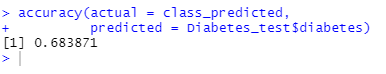 > accuracy(actual = class_predicted,
+          predicted = Diabetes_test$diabetes)
[1] 0.683871
>